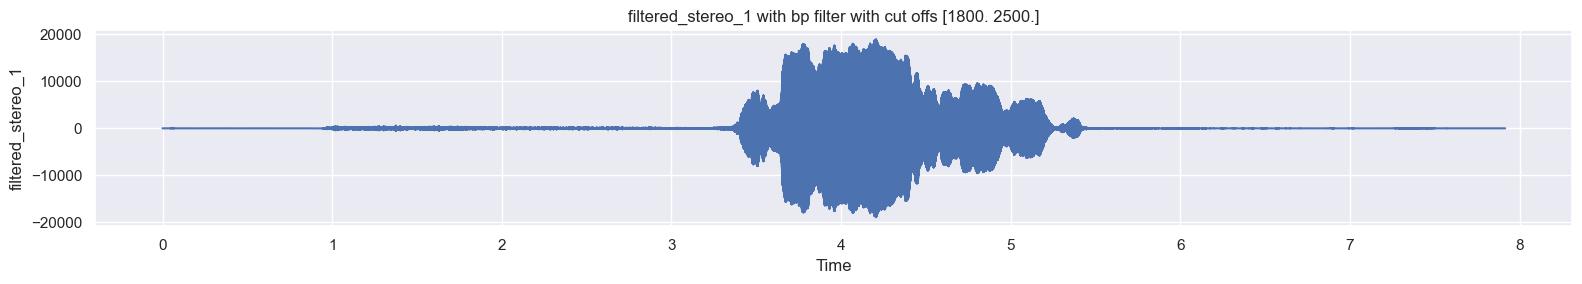 filtered_stereo_1 with bp filter with cut offs [1800. 2500.]
filtered_stereo_1
20000
10000
0
−10000
−20000
0 1 2 3 4 5 6 7 8
Time